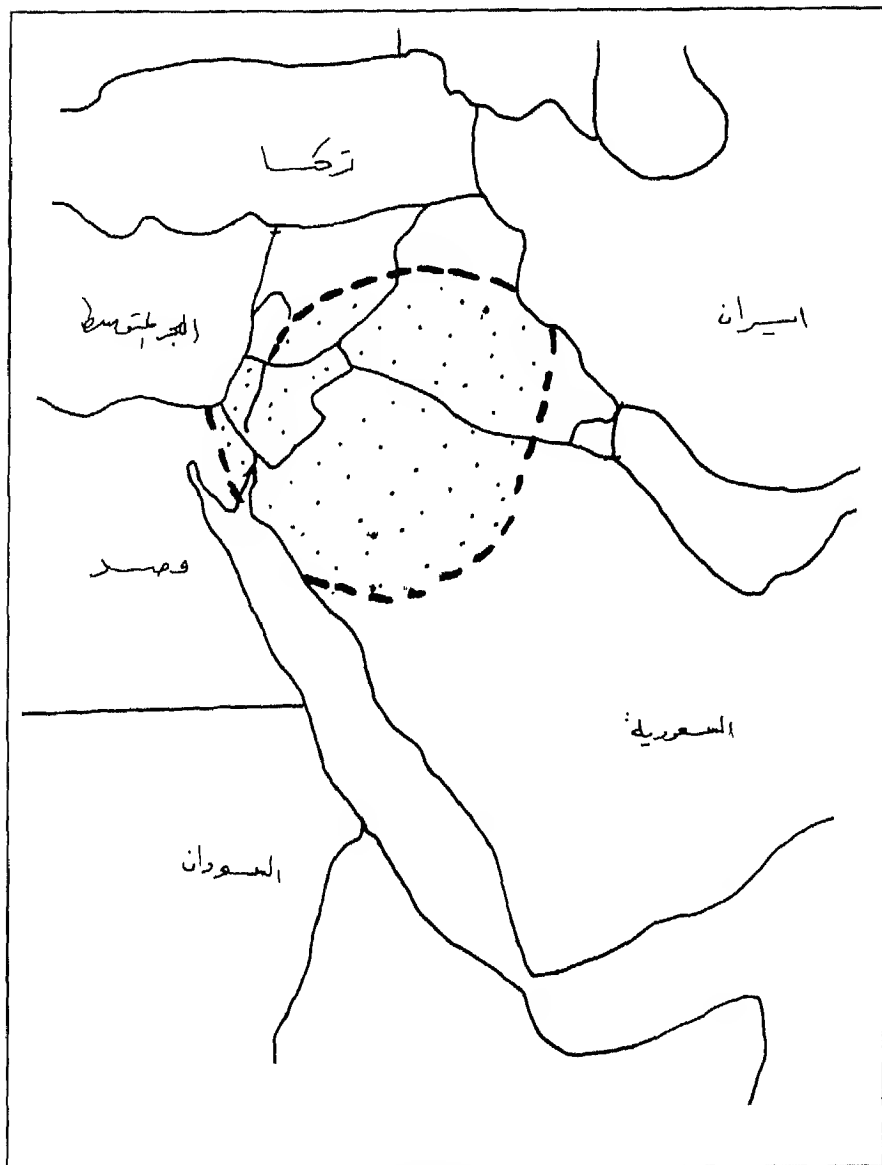 تركيا
البحر المتوسط
ايران
مصر
السعودية
السودان